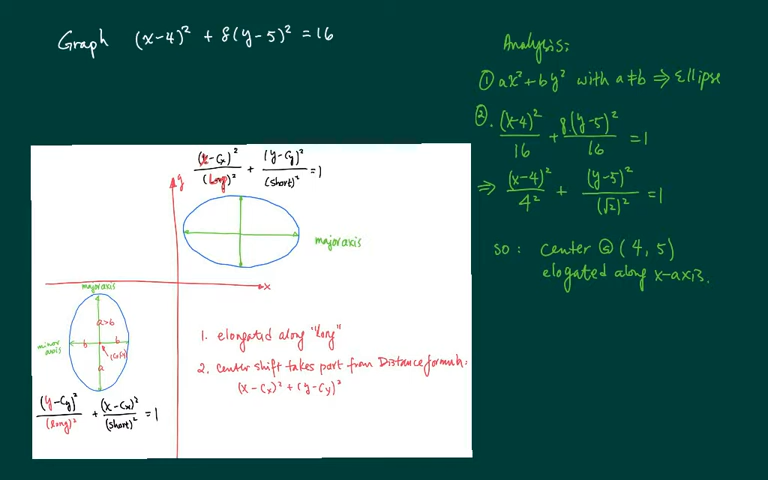 Graph (x-4)² + 8(y-5)² = 16
Analysis:
① ax² + by² with a≠b ⇒ Ellipse
②. (x-4)²/16 + 8·(y-5)²/16 = 1
⇒ (x-4)²/4² + (y-5)²/(√2)² = 1
so: center @ (4, 5)
elogated along x-axis.
(x-Cx)²/(Long)² + (y-Cy)²/(short)² = 1
y
major axis
x
major axis
a>b
minor axis
b
b
(Cx,Cy)
a
(y-Cy)²/(long)² + (x-Cx)²/(short)² = 1
1. elongated along "Long"
2. center shift takes part from Distance formula:
(x-Cx)² + (y-Cy)²